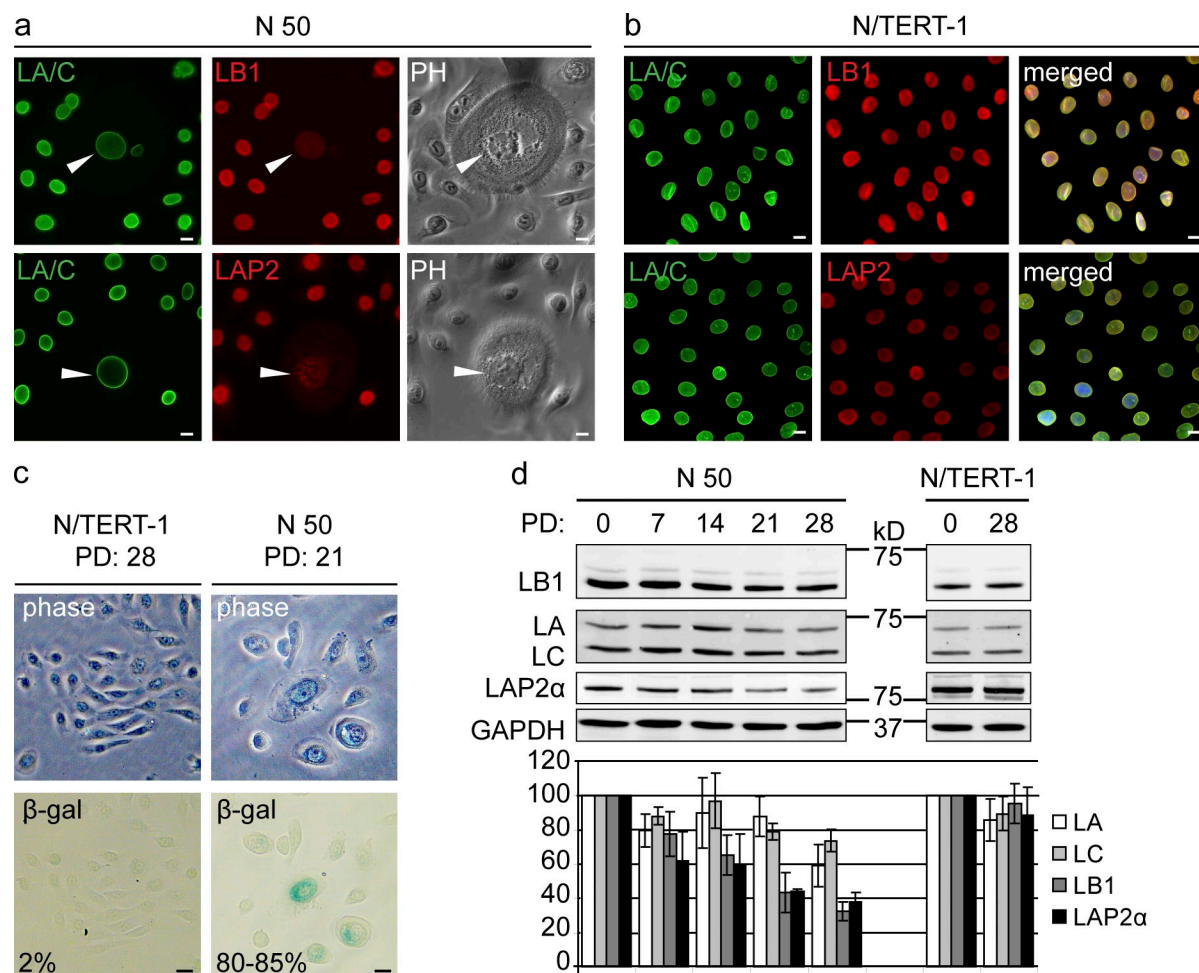 a
N 50
LA/C
LB1
PH
LA/C
LAP2
PH
b
N/TERT-1
LA/C
LB1
merged
LA/C
LAP2
merged
c
N/TERT-1
PD: 28
N 50
PD: 21
phase
phase
β-gal
2%
β-gal
80-85%
d
N 50
N/TERT-1
PD: 0 7 14 21 28 kD 0 28
75
LB1
LA 75
LC
LAP2α 75
GAPDH 37
120
100
80
60
40
20
0
LA
LC
LB1
LAP2α